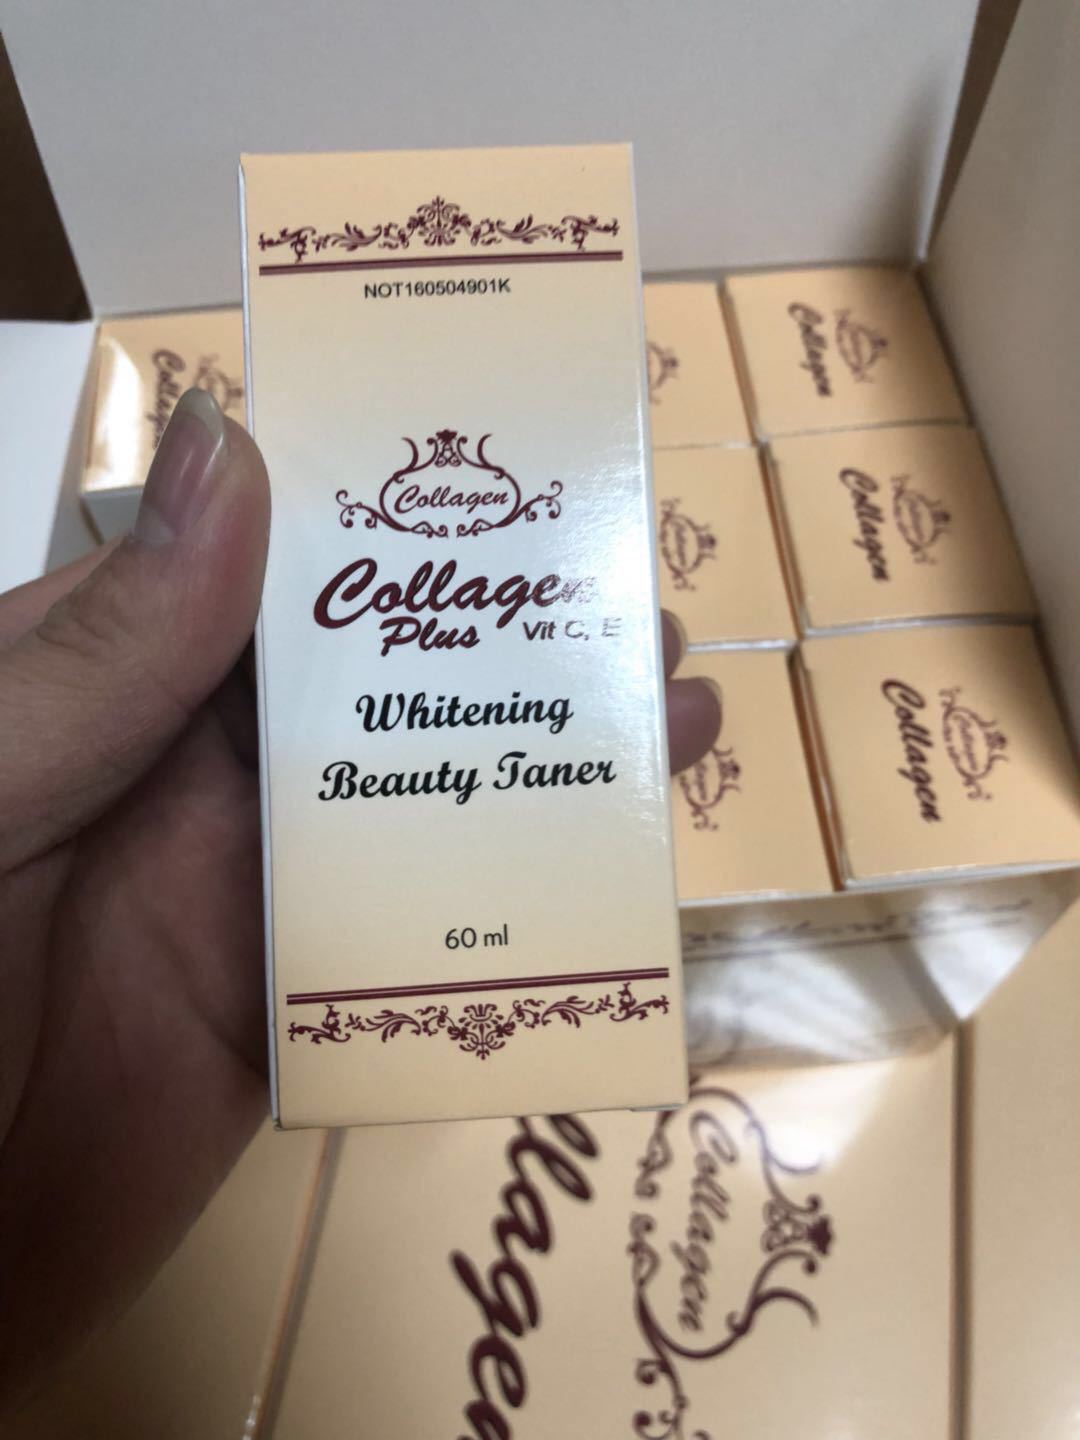 NOT160504901K
Collagen
Collagen
Plus Vit C, E
Whitening
Beauty Taner
60 ml
Collagen
Collagen
Collagen
Collagen
Collagen